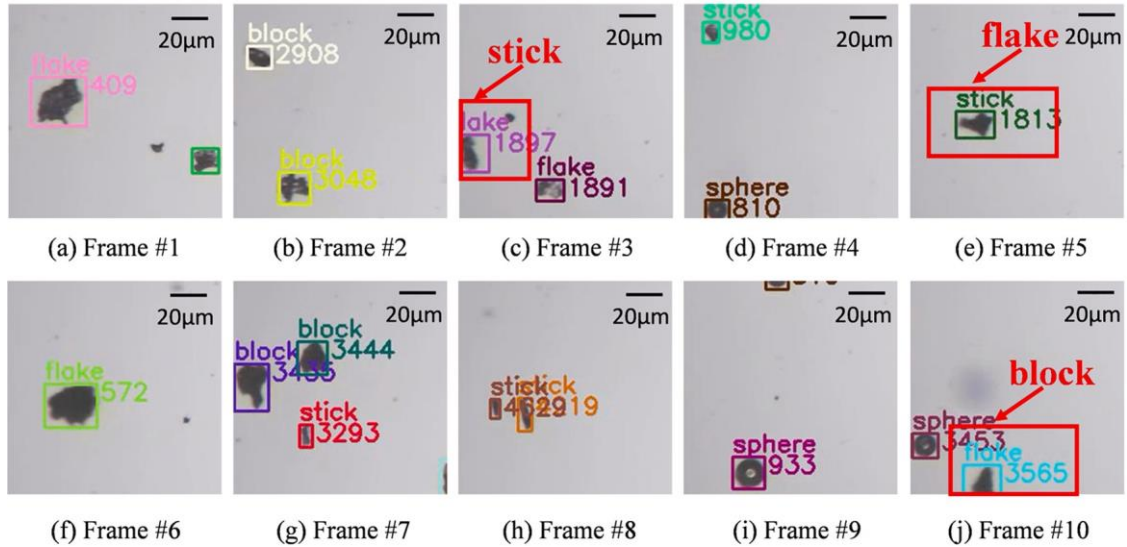 20μm
flake
409
(a) Frame #1
20μm
block
2908
block
3048
(b) Frame #2
20μm
stick
lake
1897
flake
1891
(c) Frame #3
20μm
stick
980
sphere
810
(d) Frame #4
20μm
flake
stick
1813
(e) Frame #5
20μm
flake
572
(f) Frame #6
20μm
block
3444
block
stick
3293
(g) Frame #7
20μm
stick
stick
(h) Frame #8
20μm
sphere
933
(i) Frame #9
20μm
block
sphere
3453
flake
3565
(j) Frame #10